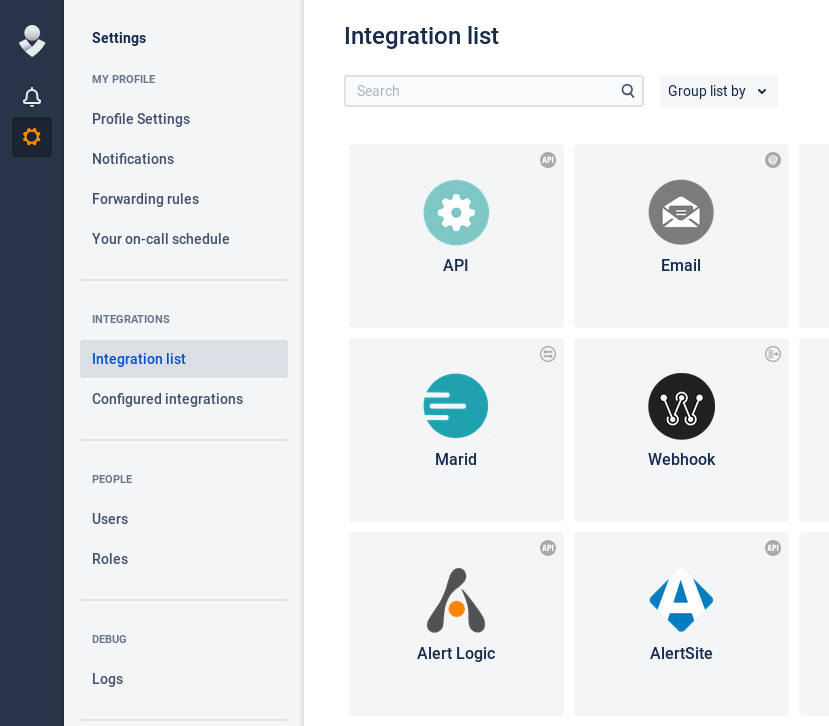 Settings
MY PROFILE
Profile Settings
Notifications
Forwarding rules
Your on-call schedule
INTEGRATIONS
Integration list
Configured integrations
PEOPLE
Users
Roles
DEBUG
Logs
Integration list
Search
Group list by
API
API
@
Email
Marid
Webhook
API
Alert Logic
API
AlertSite